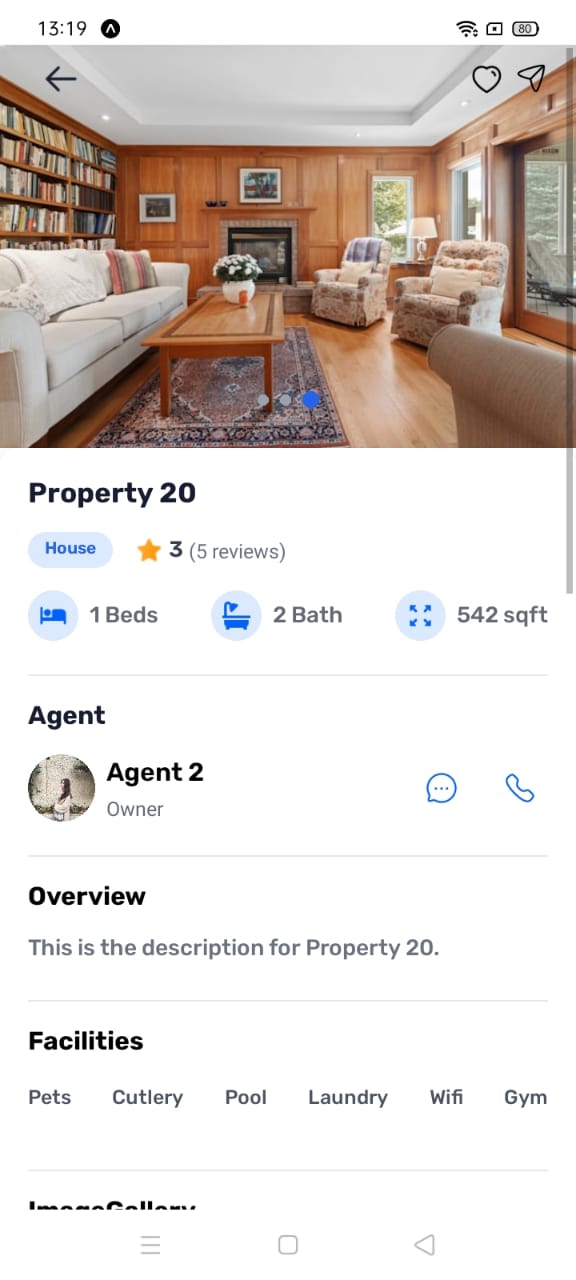 13:19
80
Property 20
House
3 (5 reviews)
1 Beds
2 Bath
542 sqft
Agent
Agent 2
Owner
Overview
This is the description for Property 20.
Facilities
Pets Cutlery Pool Laundry Wifi Gym
ImageGallery